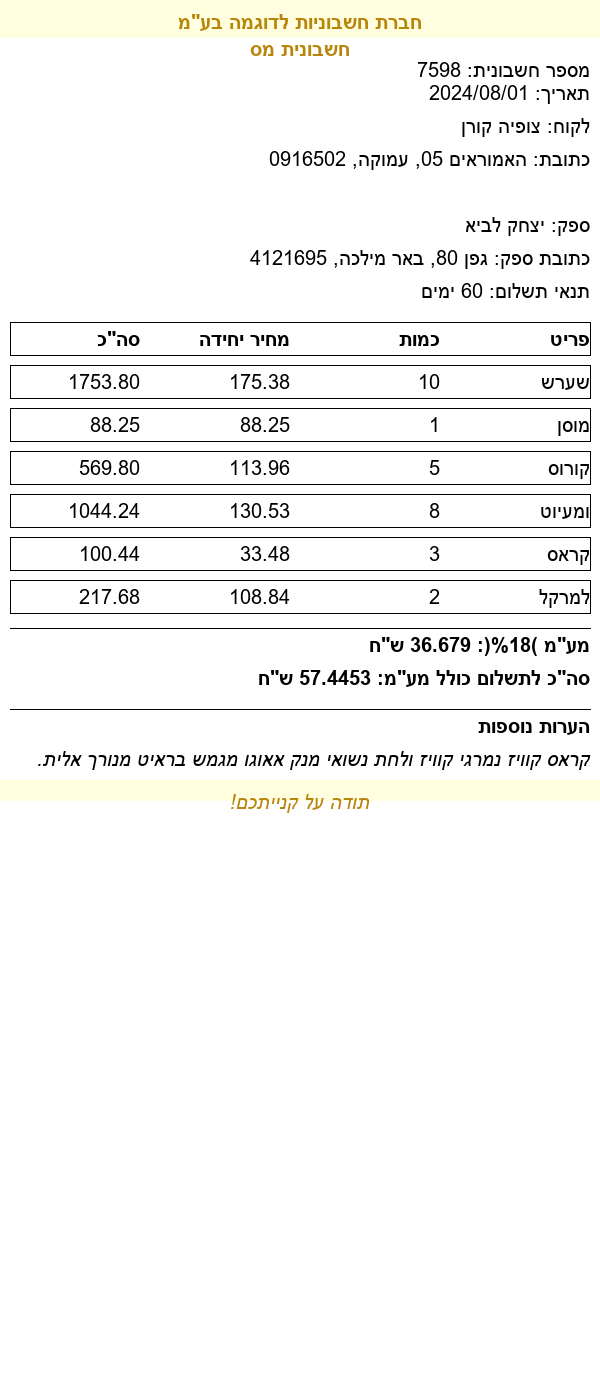 חברת חשבוניות לדוגמה בע"מ
חשבונית מס
מספר חשבונית: 7598
תאריך: 2024/08/01
לקוח: צופיה קורן
כתובת: האמוראים 05, עמוקה, 0916502
ספק: יצחק לביא
כתובת ספק: גפן 80, באר מילכה, 4121695
תנאי תשלום: 60 ימים
פריט כמות מחיר יחידה סה"כ
שערש 10 175.38 1753.80
מוסן 1 88.25 88.25
קורוס 5 113.96 569.80
ומעיוט 8 130.53 1044.24
קראס 3 33.48 100.44
למרקל 2 108.84 217.68
מע"מ )18%(: 36.679 ש"ח
סה"כ לתשלום כולל מע"מ: 57.4453 ש"ח
הערות נוספות
קראס קוויז נמרגי קוויז ולחת נשואי מנק אאוגו מגמש בראיט מנורך אלית.
תודה על קנייתכם!